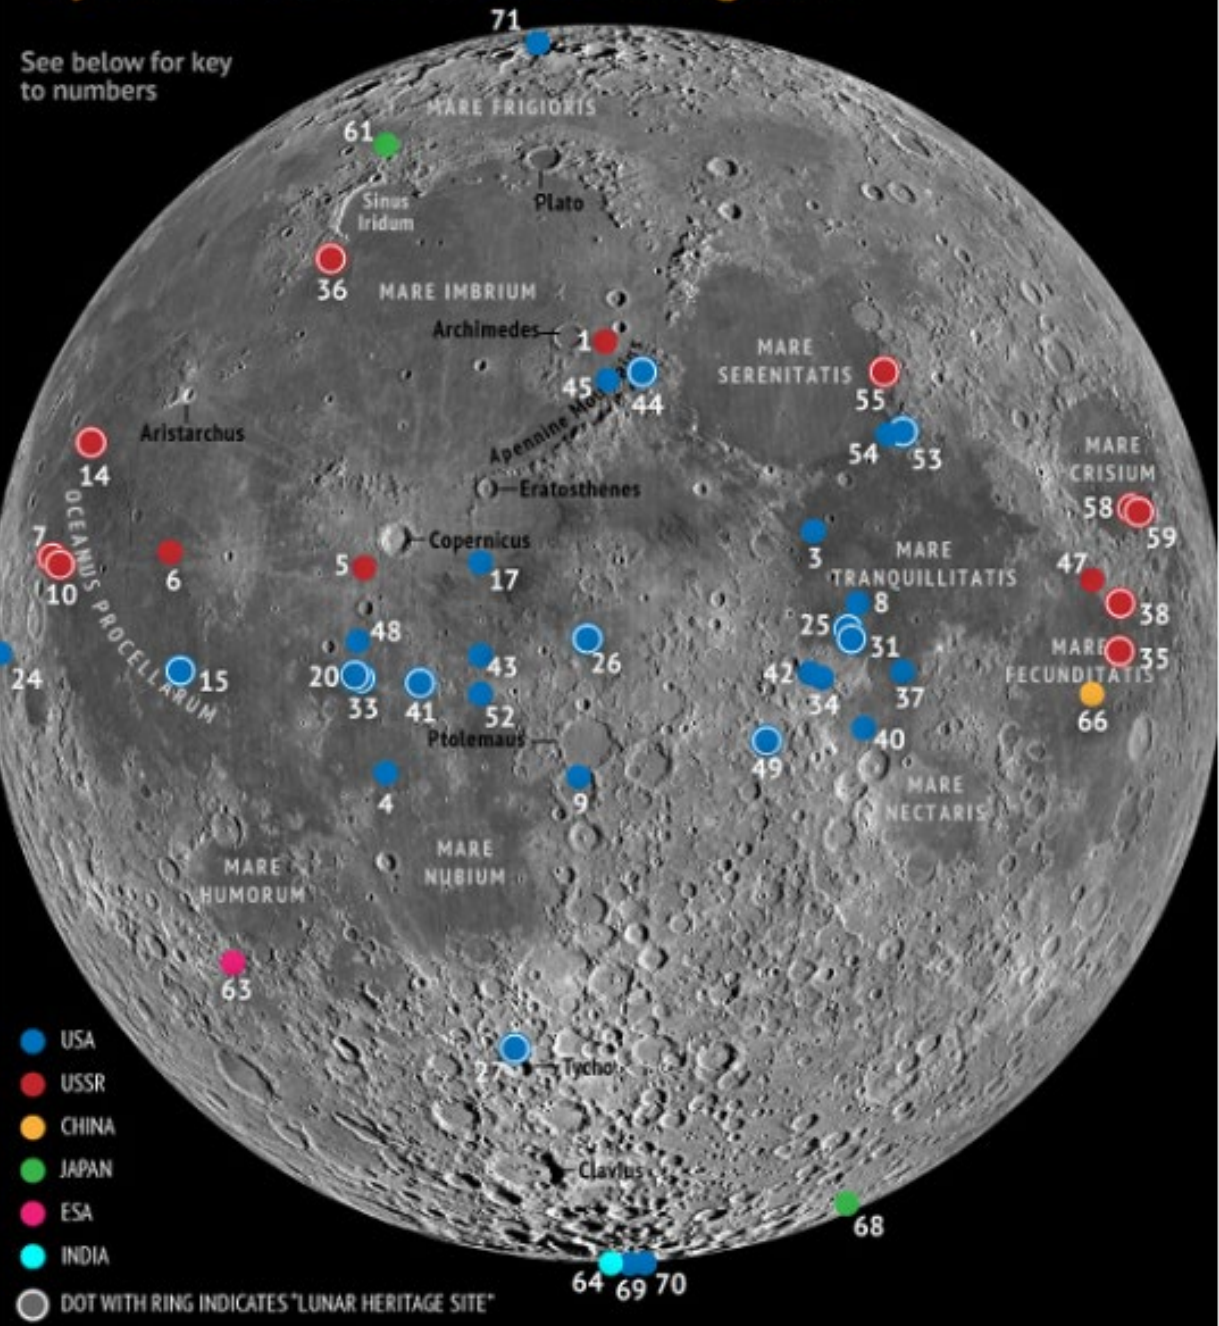 71
See below for key
to numbers
MARE FRIGIORIS
61
Plato
Sinus
Iridum
36
MARE IMBRIUM
Archimedes
1
MARE
SERENITATIS
45
44
55
Apennine
Aristarchus
54
53
MARE
CRISIUM
14
Eratosthenes
58
59
OCEANUS PROCELLARUM
7
10
6
5
Copernicus
17
3
MARE
TRANQUILLITATIS
47
8
38
25
48
31
26
43
MARE
FECUNDITATIS
35
24
15
20
33
41
52
42
34
37
66
Ptolemaus
49
40
4
9
MARE
NECTARIS
MARE
HUMORUM
MARE
NUBIUM
63
27
Tycho
USA
USSR
CHINA
JAPAN
ESA
INDIA
Clavius
68
64
69
70
DOT WITH RING INDICATES "LUNAR HERITAGE SITE"